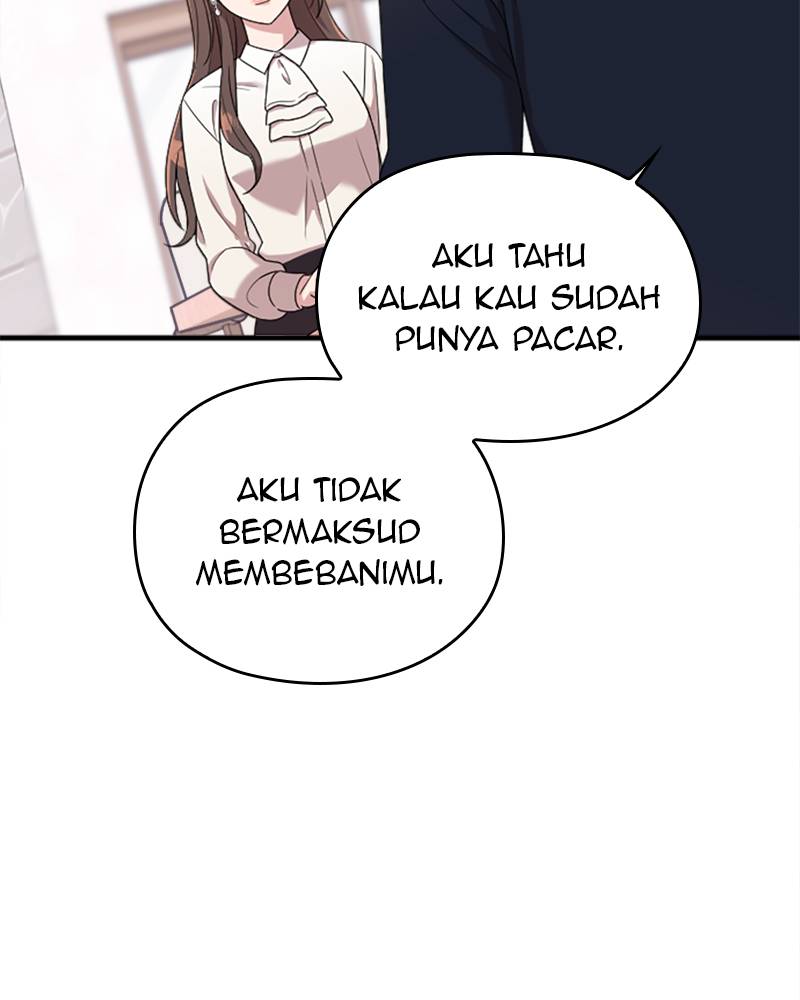 AKU TAHU
KALAU KAU SUDAH
PUNYA PACAR.
AKU TIDAK
BERMAKSUD
MEMBEBANIMU.